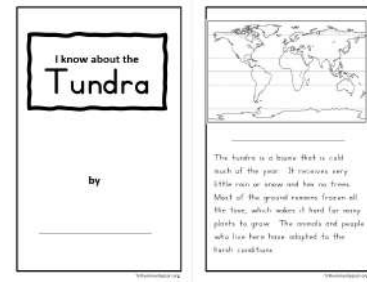 I know about the
Tundra
by
The tundra is a biome that is cold
much of the year. It receives very
little rain or snow and has no trees.
Most of the ground remains frozen all
the time, which makes it hard for many
plants to grow. The animals and people
who live here have adapted to the
harsh conditions.